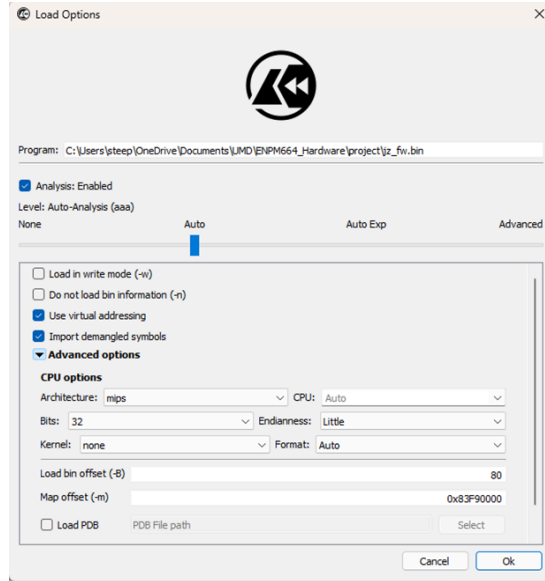 Load Options
Program: C:\Users\steep\OneDrive\Documents\UMD\ENPM664_Hardware\project\jz_fw.bin
Analysis: Enabled
Level: Auto-Analysis (aaa)
None Auto Auto Exp Advanced
Load in write mode (-w)
Do not load bin information (-n)
Use virtual addressing
Import demangled symbols
Advanced options
CPU options
Architecture: mips CPU: Auto
Bits: 32 Endianness: Little
Kernel: none Format: Auto
Load bin offset (-B) 80
Map offset (-m) 0x83F90000
Load PDB PDB File path Select
Cancel Ok